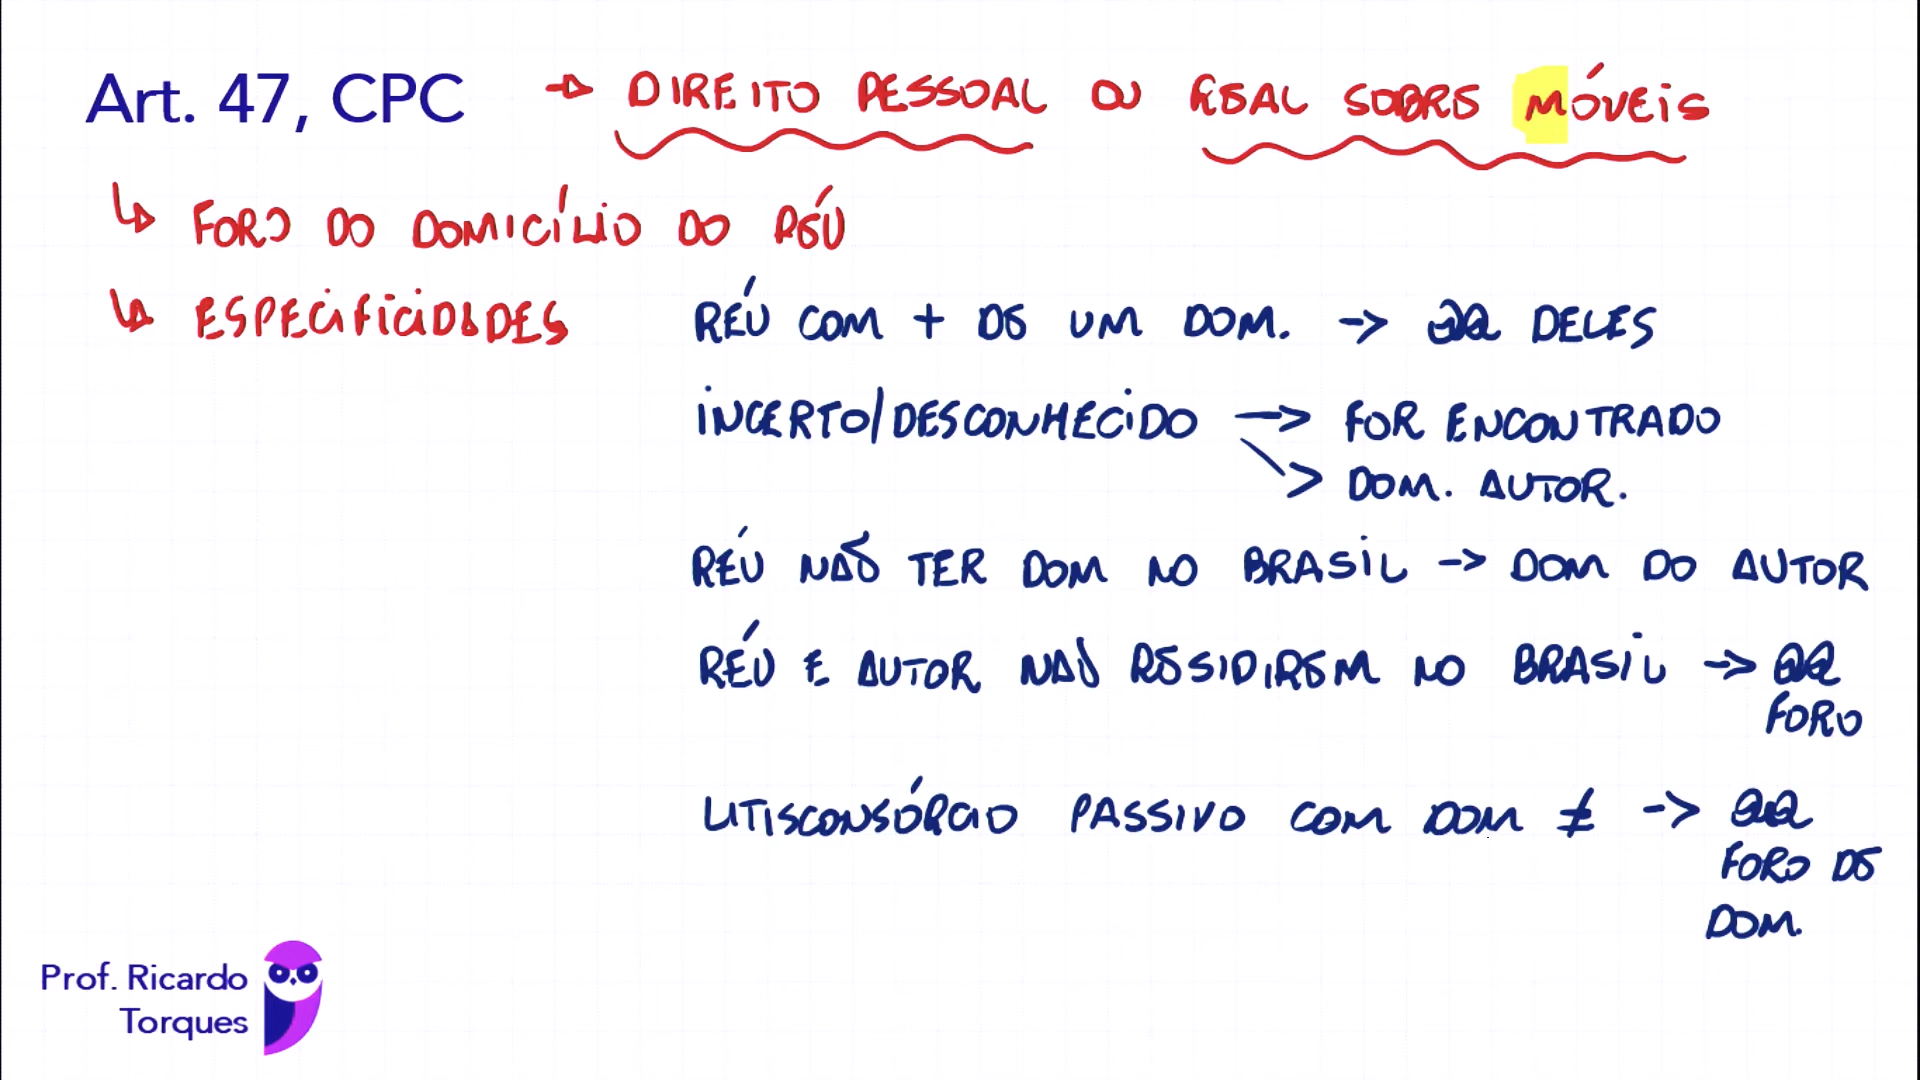 Art. 47, CPC → DIREITO PESSOAL OU REAL SOBRE MÓVEIS
↳ FORO DO DOMICÍLIO DO RÉU
↳ ESPECIFICIDADES RÉU COM + DE UM DOM. → QQ DELES
INCERTO/DESCONHECIDO → FOR ENCONTRADO
> DOM. AUTOR.
RÉU NÃO TER DOM NO BRASIL → DOM DO AUTOR
RÉU E AUTOR NÃO RESIDIREM NO BRASIL → QQ
FORO
LITISCONSÓRCIO PASSIVO COM DOM ≠ → QQ
FORO DE
DOM.
Prof. Ricardo
Torques